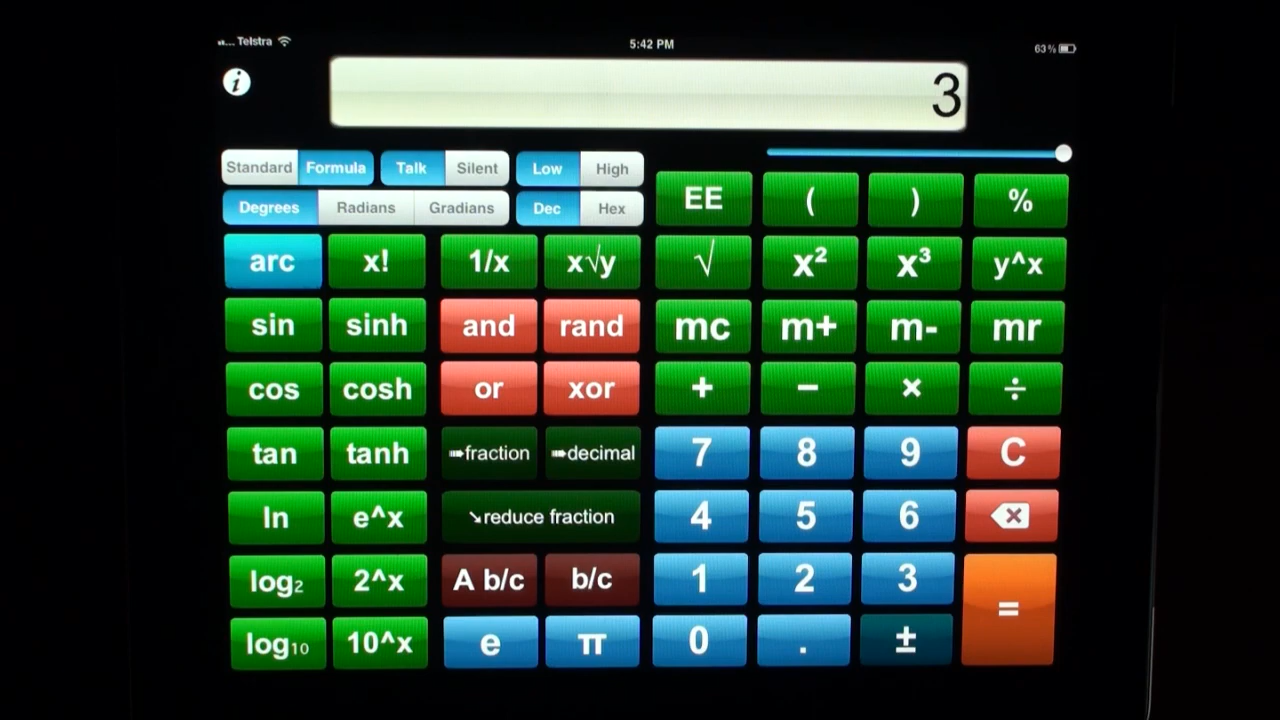 Telstra 5:42 PM 63%
i
3
Standard Formula Talk Silent Low High
Degrees Radians Gradians Dec Hex
EE ( ) %
arc x! 1/x x√y √ x² x³ y^x
sin sinh and rand mc m+ m- mr
cos cosh or xor + − × ÷
tan tanh ➠fraction ➠decimal 7 8 9 C
ln e^x ↘reduce fraction 4 5 6
log₂ 2^x A b/c b/c 1 2 3 =
log₁₀ 10^x e π 0 . ±